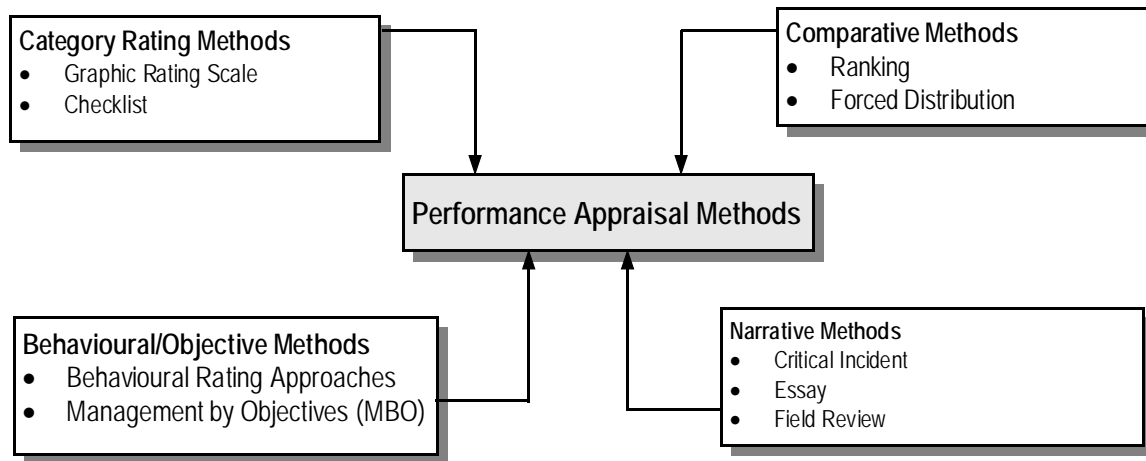 Category Rating Methods
• Graphic Rating Scale
• Checklist
Comparative Methods
• Ranking
• Forced Distribution
Performance Appraisal Methods
Behavioural/Objective Methods
• Behavioural Rating Approaches
• Management by Objectives (MBO)
Narrative Methods
• Critical Incident
• Essay
• Field Review